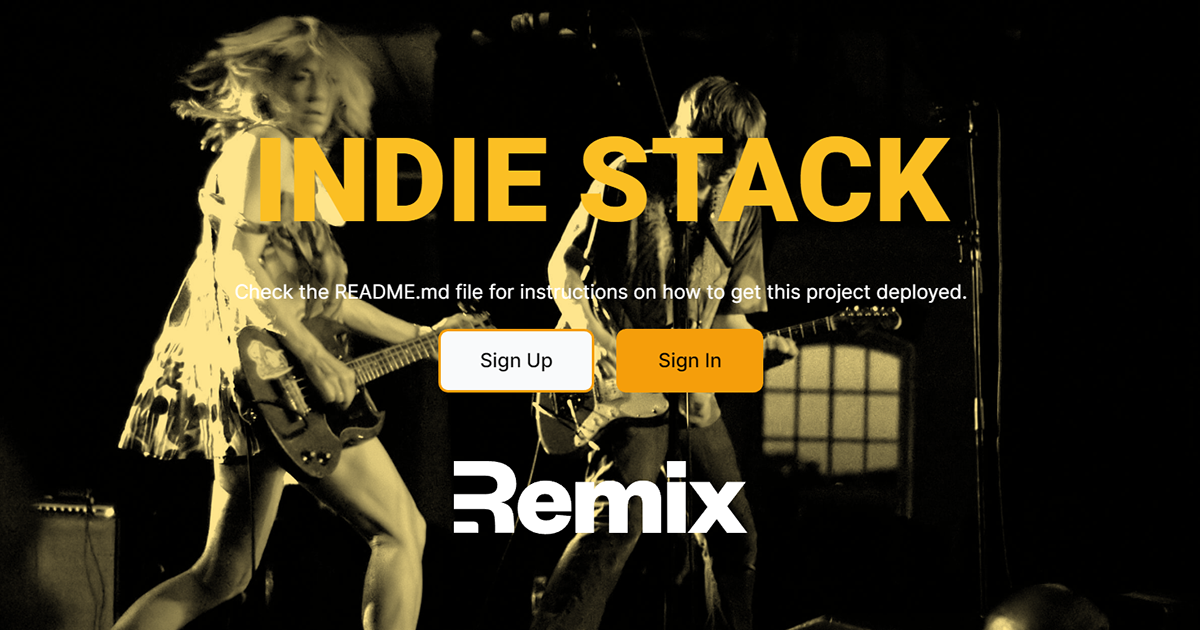 INDIE STACK
Check the README.md file for instructions on how to get this project deployed.
Sign Up
Sign In
Remix